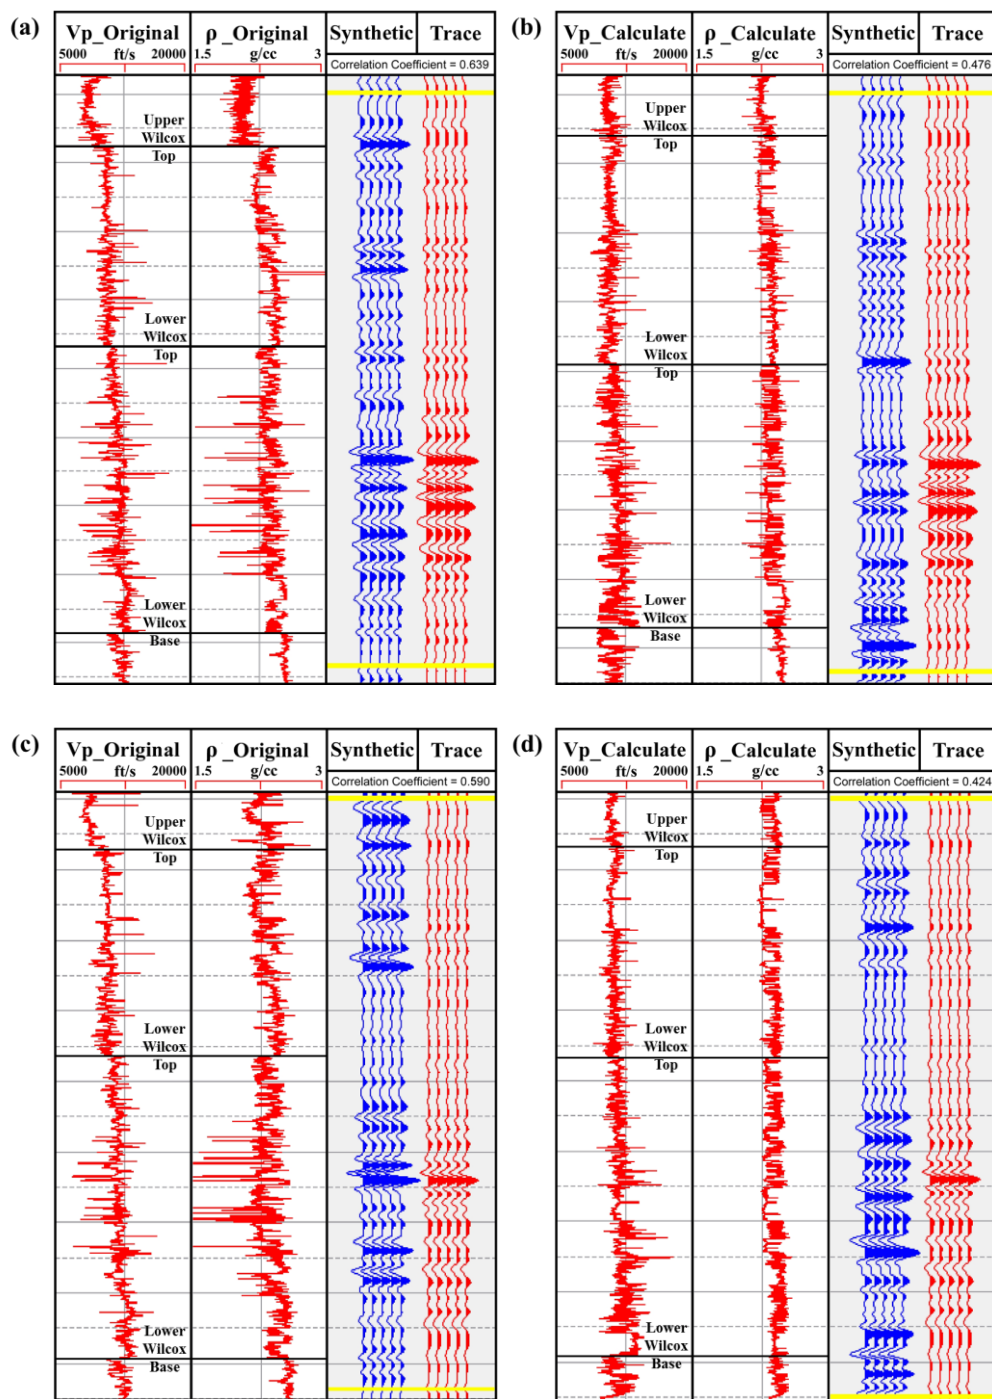 (a)
Vp_Original ρ_Original Synthetic Trace
5000 ft/s 20000 1.5 g/cc 3
Correlation Coefficient = 0.639
Upper
Wilcox
Top
Lower
Wilcox
Top
Lower
Wilcox
Base
(b)
Vp_Calculate ρ_Calculate Synthetic Trace
5000 ft/s 20000 1.5 g/cc 3
Correlation Coefficient = 0.476
Upper
Wilcox
Top
Lower
Wilcox
Top
Lower
Wilcox
Base
(c)
Vp_Original ρ_Original Synthetic Trace
5000 ft/s 20000 1.5 g/cc 3
Correlation Coefficient = 0.590
Upper
Wilcox
Top
Lower
Wilcox
Top
Lower
Wilcox
Base
(d)
Vp_Calculate ρ_Calculate Synthetic Trace
5000 ft/s 20000 1.5 g/cc 3
Correlation Coefficient = 0.424
Upper
Wilcox
Top
Lower
Wilcox
Top
Lower
Wilcox
Base